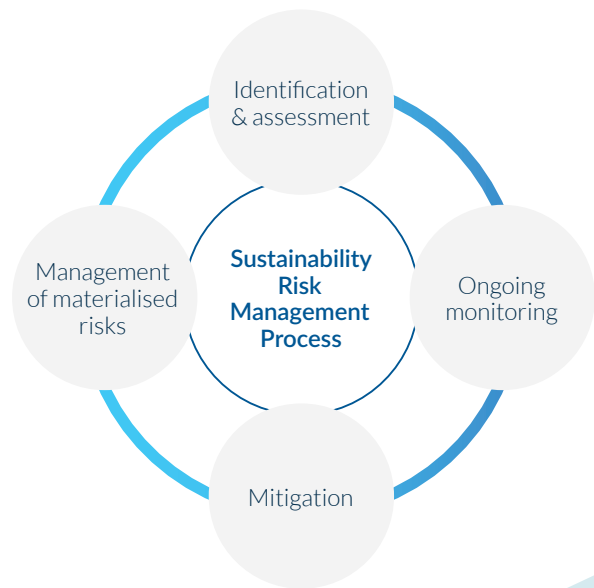 Identification
& assessment
Sustainability
Risk
Management
Process
Ongoing
monitoring
Mitigation
Management
of materialised
risks